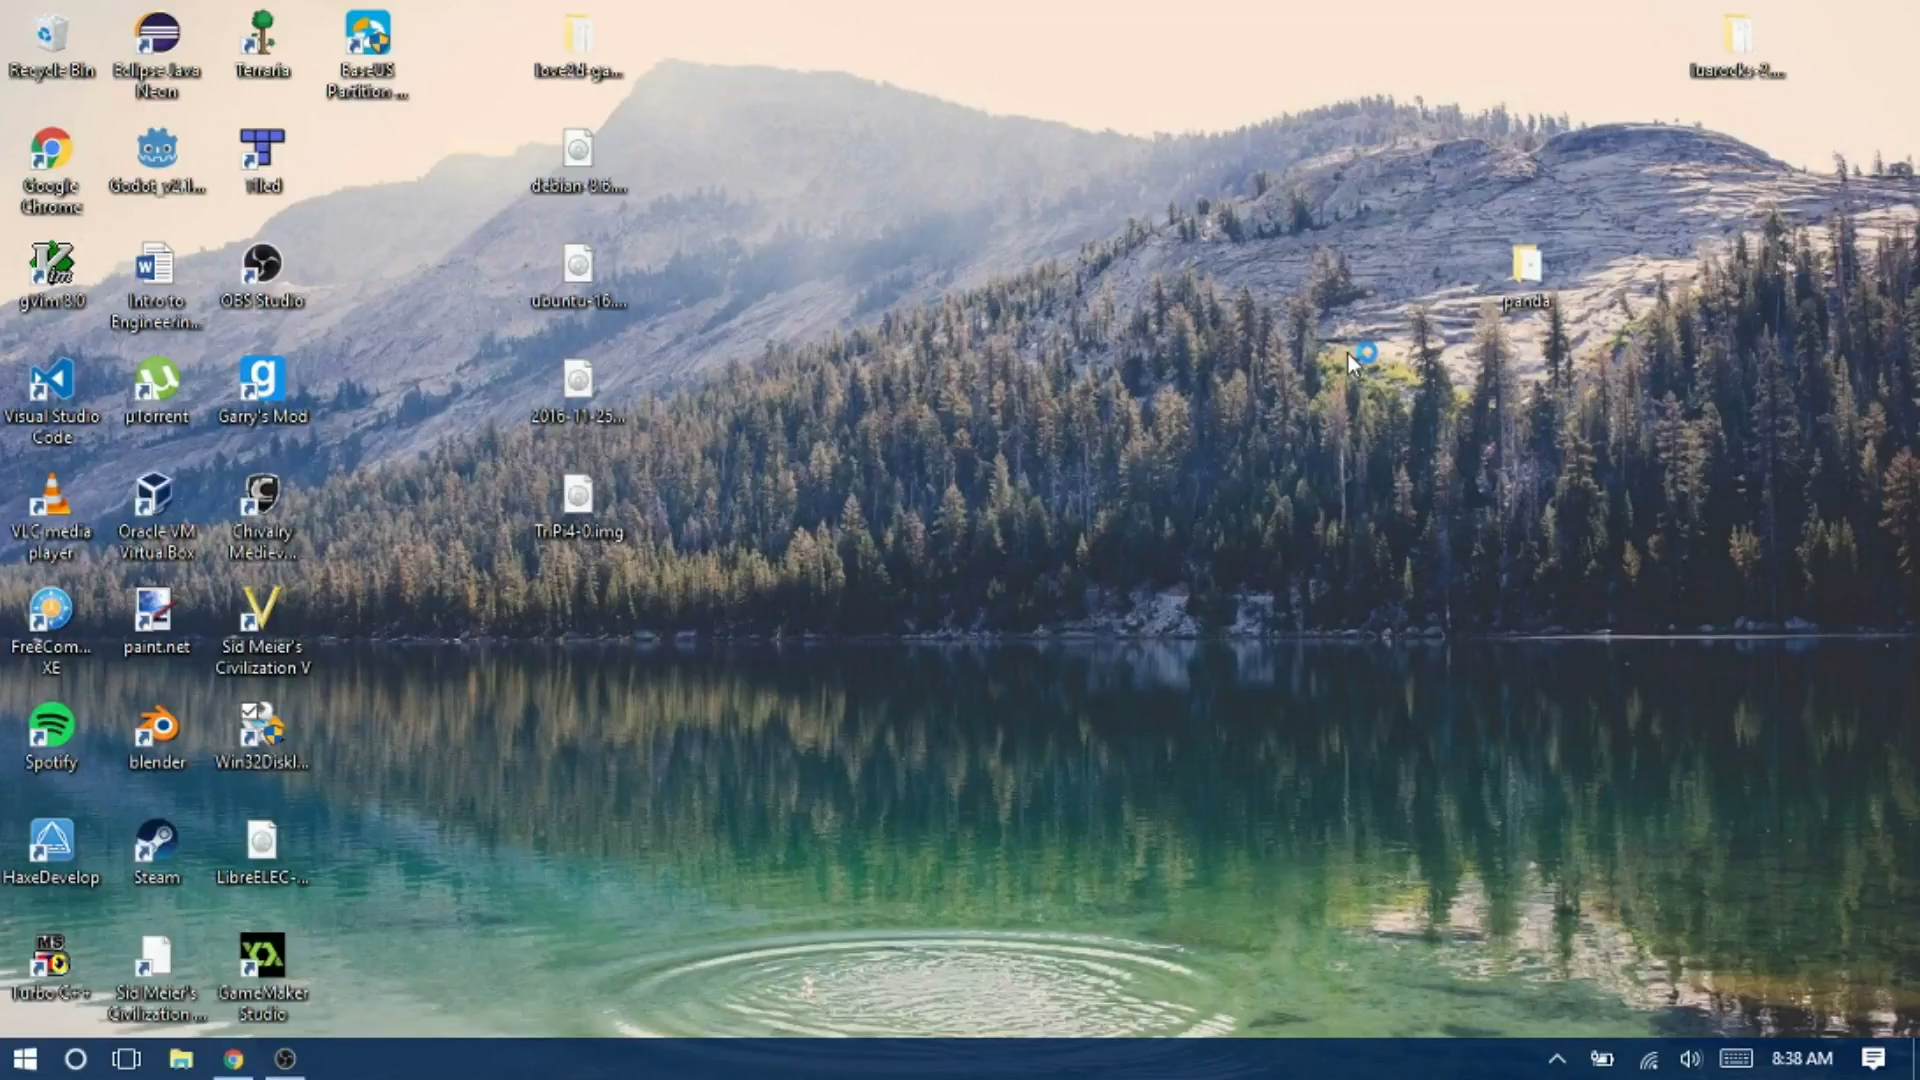 Recycle Bin
Eclipse Java
Neon
Terraria
EaseUS
Partition ...
love2d-ga...
luarocks-2....
Google
Chrome
Godot_v2.1...
Tiled
debian-8.6....
gvim 8.0
Intro to
Engineerin...
OBS Studio
ubuntu-16....
panda
Visual Studio
Code
µTorrent
Garry's Mod
2016-11-25...
VLC media
player
Oracle VM
VirtualBox
Chivalry
Mediev...
TriPi4-0.img
FreeCom...
XE
paint.net
Sid Meier's
Civilization V
Spotify
blender
Win32DiskI...
HaxeDevelop
Steam
LibreELEC-...
MS
Turbo C++
Sid Meier's
Civilization ...
GameMaker
Studio
8:38 AM